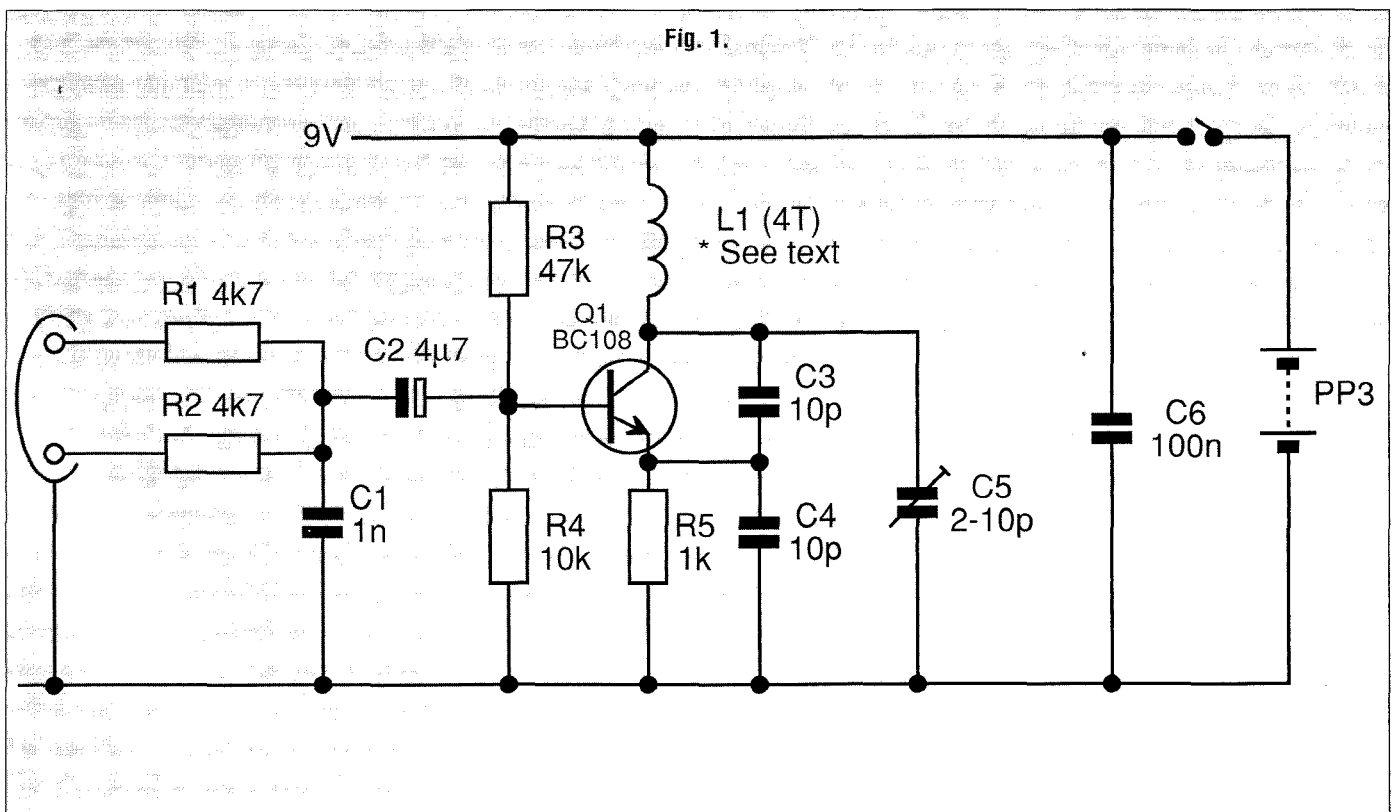 Fig. 1.
9V
R3
47k
L1 (4T)
* See text
R1 4k7
Q1
BC108
C2 4µ7
C3
10p
PP3
C6
100n
R2 4k7
C1
1n
R4
10k
R5
1k
C4
10p
C5
2-10p